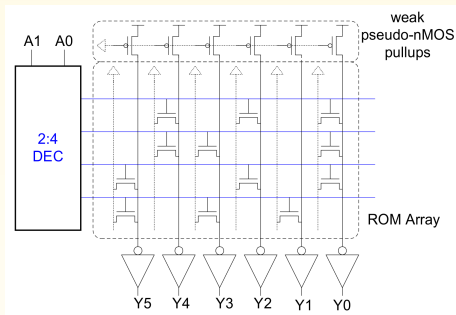 weak
pseudo-nMOS
pullups
A1 A0
2:4
DEC
ROM Array
Y5 Y4 Y3 Y2 Y1 Y0